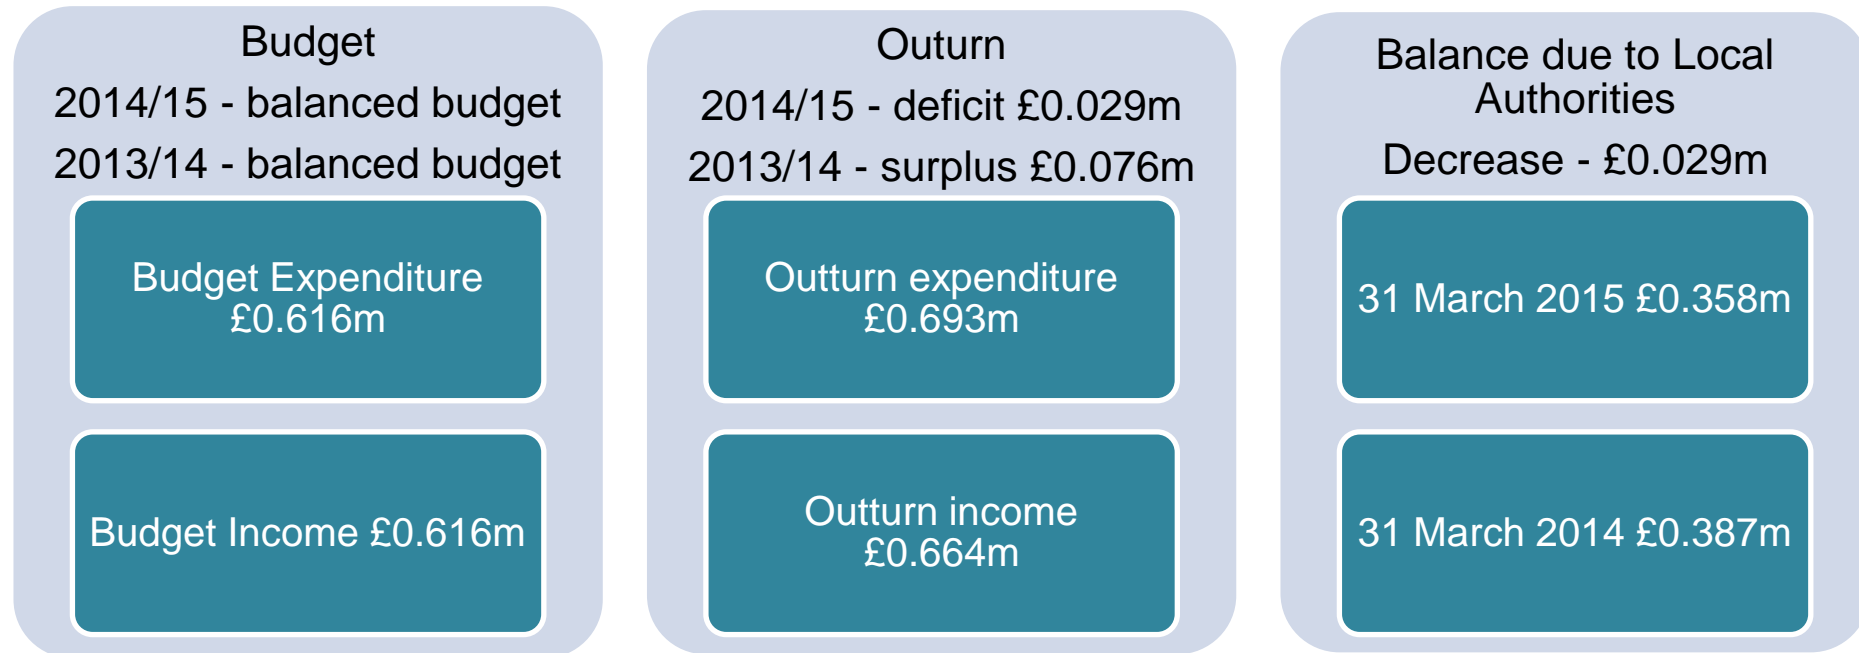 Budget
2014/15 - balanced budget
2013/14 - balanced budget
Budget Expenditure
£0.616m
Budget Income £0.616m
Outurn
2014/15 - deficit £0.029m
2013/14 - surplus £0.076m
Outturn expenditure
£0.693m
Outturn income
£0.664m
Balance due to Local
Authorities
Decrease - £0.029m
31 March 2015 £0.358m
31 March 2014 £0.387m